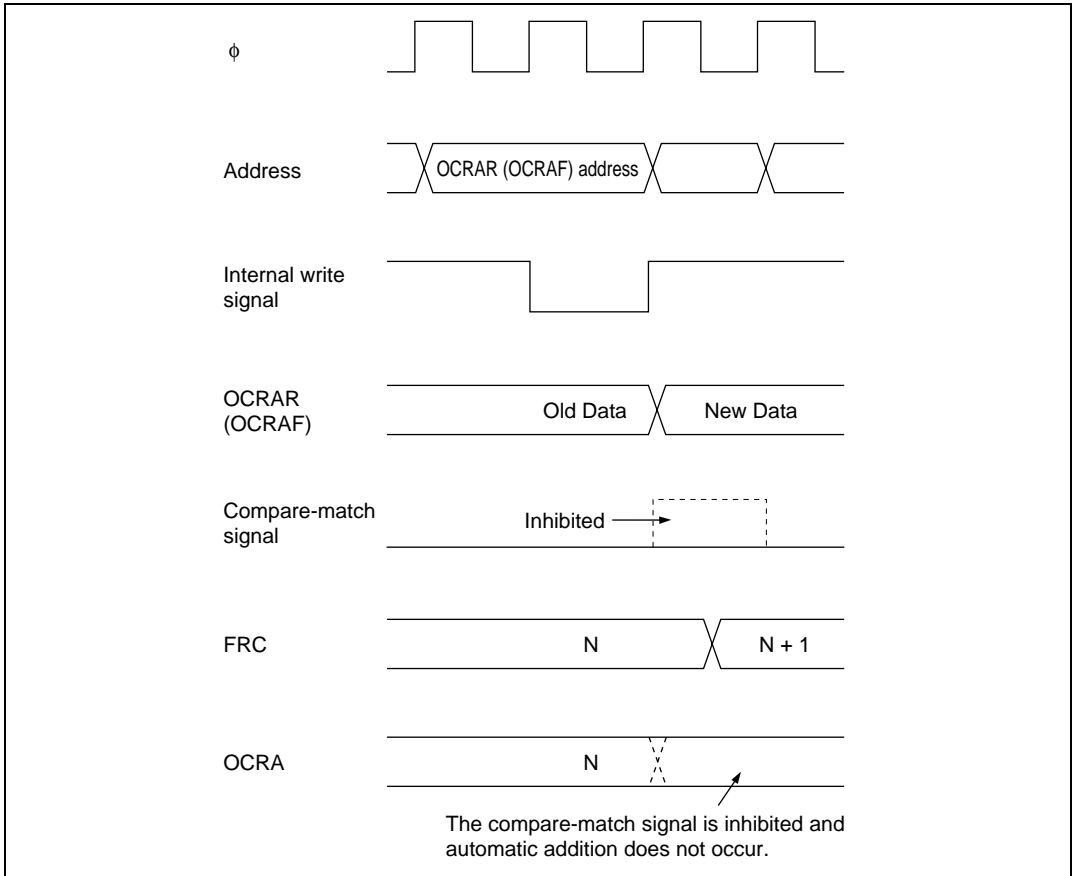 ϕ
Address
OCRAR (OCRAF) address
Internal write
signal
OCRAR
(OCRAF)
Old Data
New Data
Compare-match
signal
Inhibited
FRC
N
N + 1
OCRA
N
The compare-match signal is inhibited and
automatic addition does not occur.